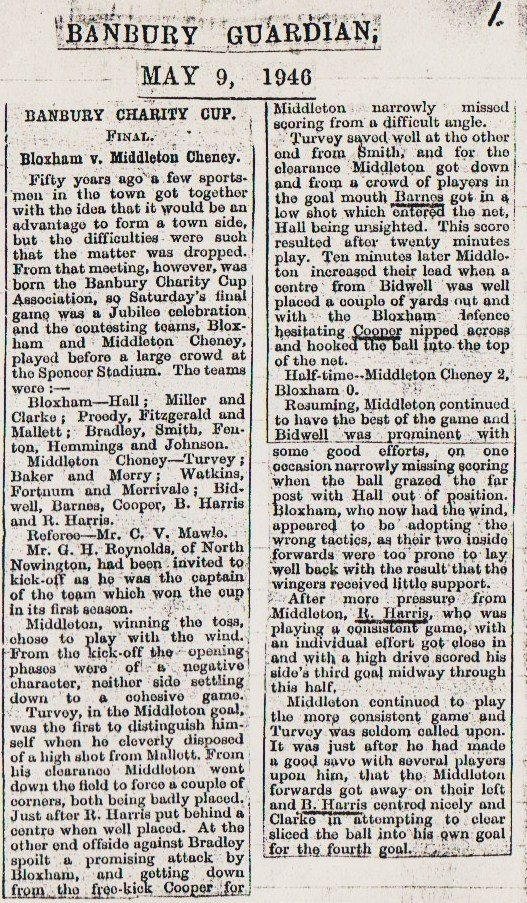 1.
BANBURY GUARDIAN,
MAY 9, 1946
BANBURY CHARITY CUP.
FINAL.
Bloxham v. Middleton Cheney.
Fifty years ago a few sports-
men in the town got together
with the idea that it would be an
advantage to form a town side,
but the difficulties were such
that the matter was dropped.
From that meeting, however, was
born the Banbury Charity Cup
Association, so Saturday's final
game was a Jubilee celebration
and the contesting teams, Blox-
ham and Middleton Cheney,
played before a large crowd at
the Spencer Stadium. The teams
were :—
Bloxham—Hall ; Miller and
Clarke ; Preedy, Fitzgerald and
Mallett ; Bradley, Smith, Fen-
ton, Hemmings and Johnson.
Middleton Cheney—Turvey ;
Baker and Merry ; Watkins,
Fortnum and Merrivale ; Bid-
well, Barnes, Cooper, B. Harris
and R. Harris.
Referee—Mr. C. V. Mawle.
Mr. G. H. Reynolds, of North
Newington, had been invited to
kick-off as he was the captain
of the team which won the cup
in its first season.
Middleton, winning the toss,
chose to play with the wind.
From the kick-off the opening
phases were of a negative
character, neither side settling
down to a cohesive game.
Turvey, in the Middleton goal,
was the first to distinguish him-
self when he cleverly disposed
of a high shot from Mallett. From
his clearance Middleton went
down the field to force a couple of
corners, both being badly placed.
Just after R. Harris put behind a
centre when well placed. At the
other end offside against Bradley
spoilt a promising attack by
Bloxham, and getting down
from the free-kick Cooper for
Middleton narrowly missed
scoring from a difficult angle.
Turvey saved well at the other
end from Smith, and for the
clearance Middleton got down
and from a crowd of players in
the goal mouth Barnes got in a
low shot which entered the net,
Hall being unsighted. This score
resulted after twenty minutes
play. Ten minutes later Middle-
ton increased their lead when a
centre from Bidwell was well
placed a couple of yards out and
with the Bloxham defence
hesitating Cooper nipped across
and hooked the ball into the top
of the net.
Half-time--Middleton Cheney 2,
Bloxham 0.
Resuming, Middleton continued
to have the best of the game and
Bidwell was prominent with
some good efforts, on one
occasion narrowly missing scoring
when the ball grazed the far
post with Hall out of position.
Bloxham, who now had the wind,
appeared to be adopting the
wrong tactics, as their two inside
forwards were too prone to lay
well back with the result that the
wingers received little support.
After more pressure from
Middleton, R. Harris, who was
playing a consistent game, with
an individual effort got close in
and with a high drive scored his
side's third goal midway through
this half.
Middleton continued to play
the more consistent game and
Turvey was seldom called upon.
It was just after he had made
a good save with several players
upon him, that the Middleton
forwards got away on their left
and B. Harris centred nicely and
Clarke in attempting to clear
sliced the ball into his own goal
for the fourth goal.